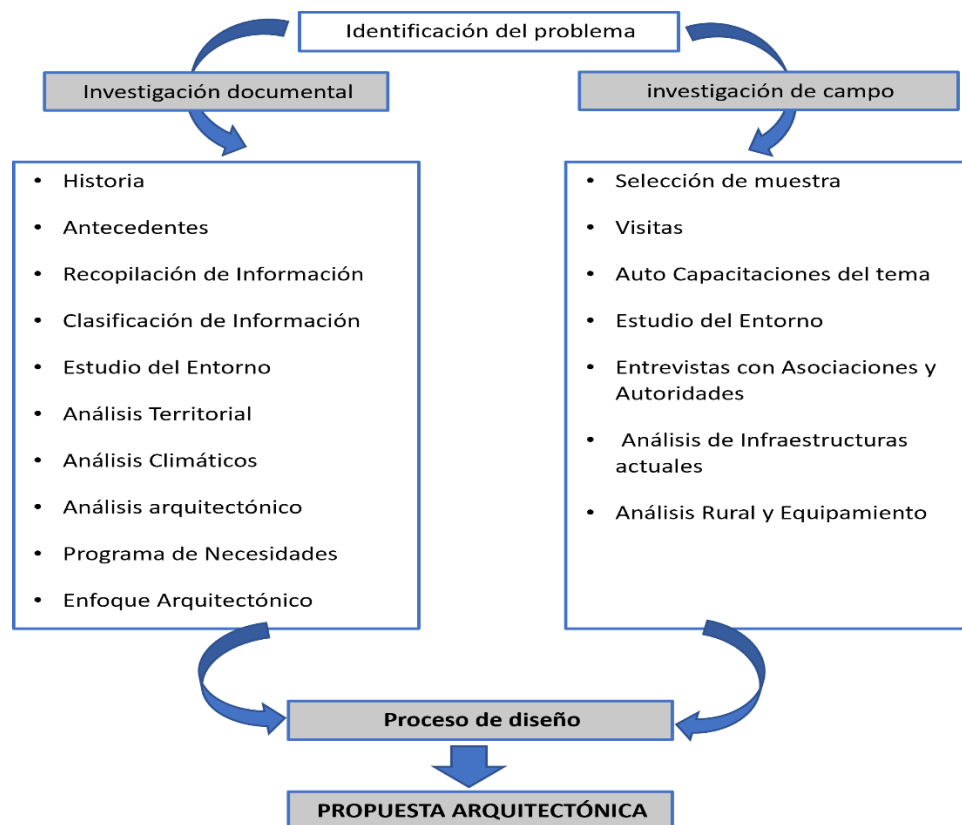 Identificación del problema
Investigación documental
• Historia
• Antecedentes
• Recopilación de Información
• Clasificación de Información
• Estudio del Entorno
• Análisis Territorial
• Análisis Climáticos
• Análisis arquitectónico
• Programa de Necesidades
• Enfoque Arquitectónico
investigación de campo
• Selección de muestra
• Visitas
• Auto Capacitaciones del tema
• Estudio del Entorno
• Entrevistas con Asociaciones y
Autoridades
• Análisis de Infraestructuras
actuales
• Análisis Rural y Equipamiento
Proceso de diseño
PROPUESTA ARQUITECTÓNICA